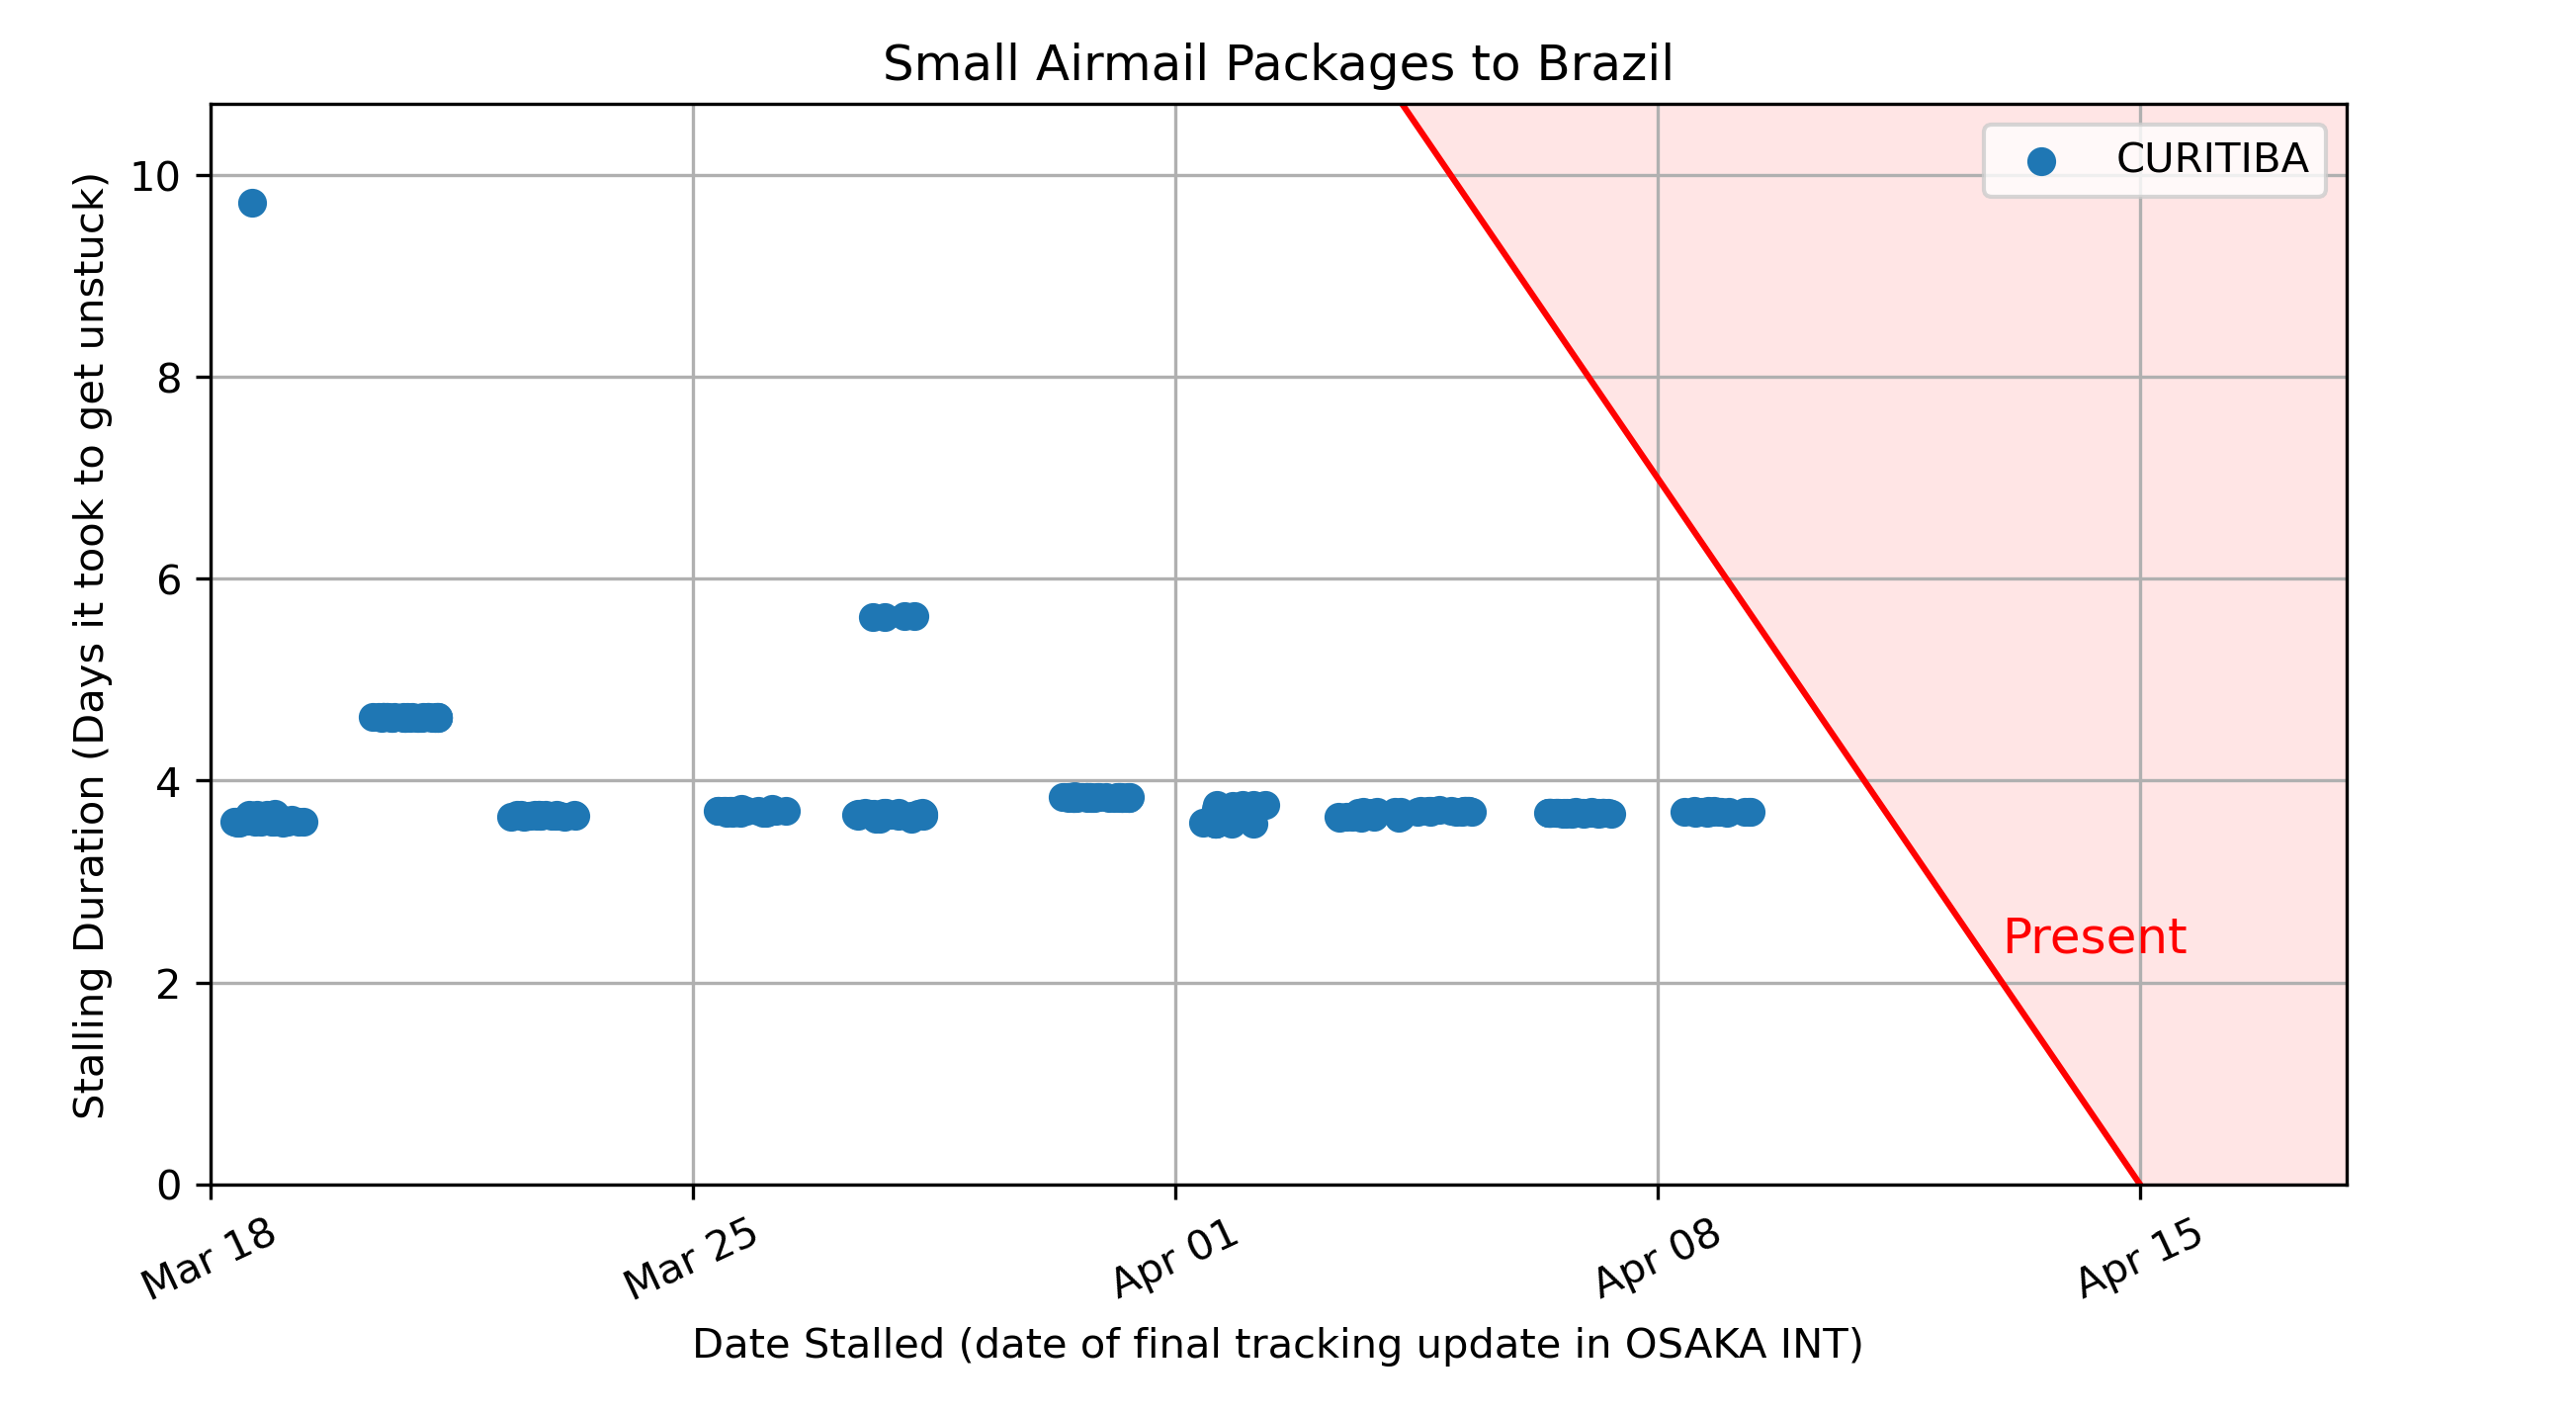 Small Airmail Packages to Brazil
CURITIBA
10
8
6
4
2
0
Stalling Duration (Days it took to get unstuck)
Present
Mar 18
Mar 25
Apr 01
Apr 08
Apr 15
Date Stalled (date of final tracking update in OSAKA INT)